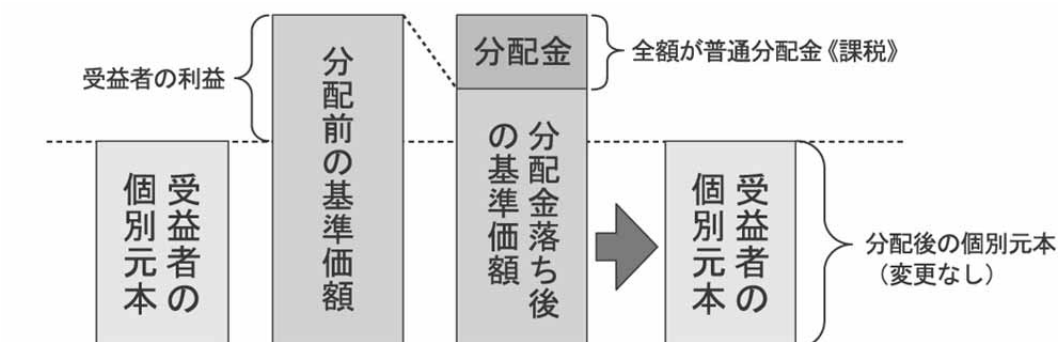 受益者の利益
受益者の
個別元本
分配前の基準価額
分配金
全額が普通分配金《課税》
分配金落ち後
の基準価額
受益者の
個別元本
分配後の個別元本
（変更なし）